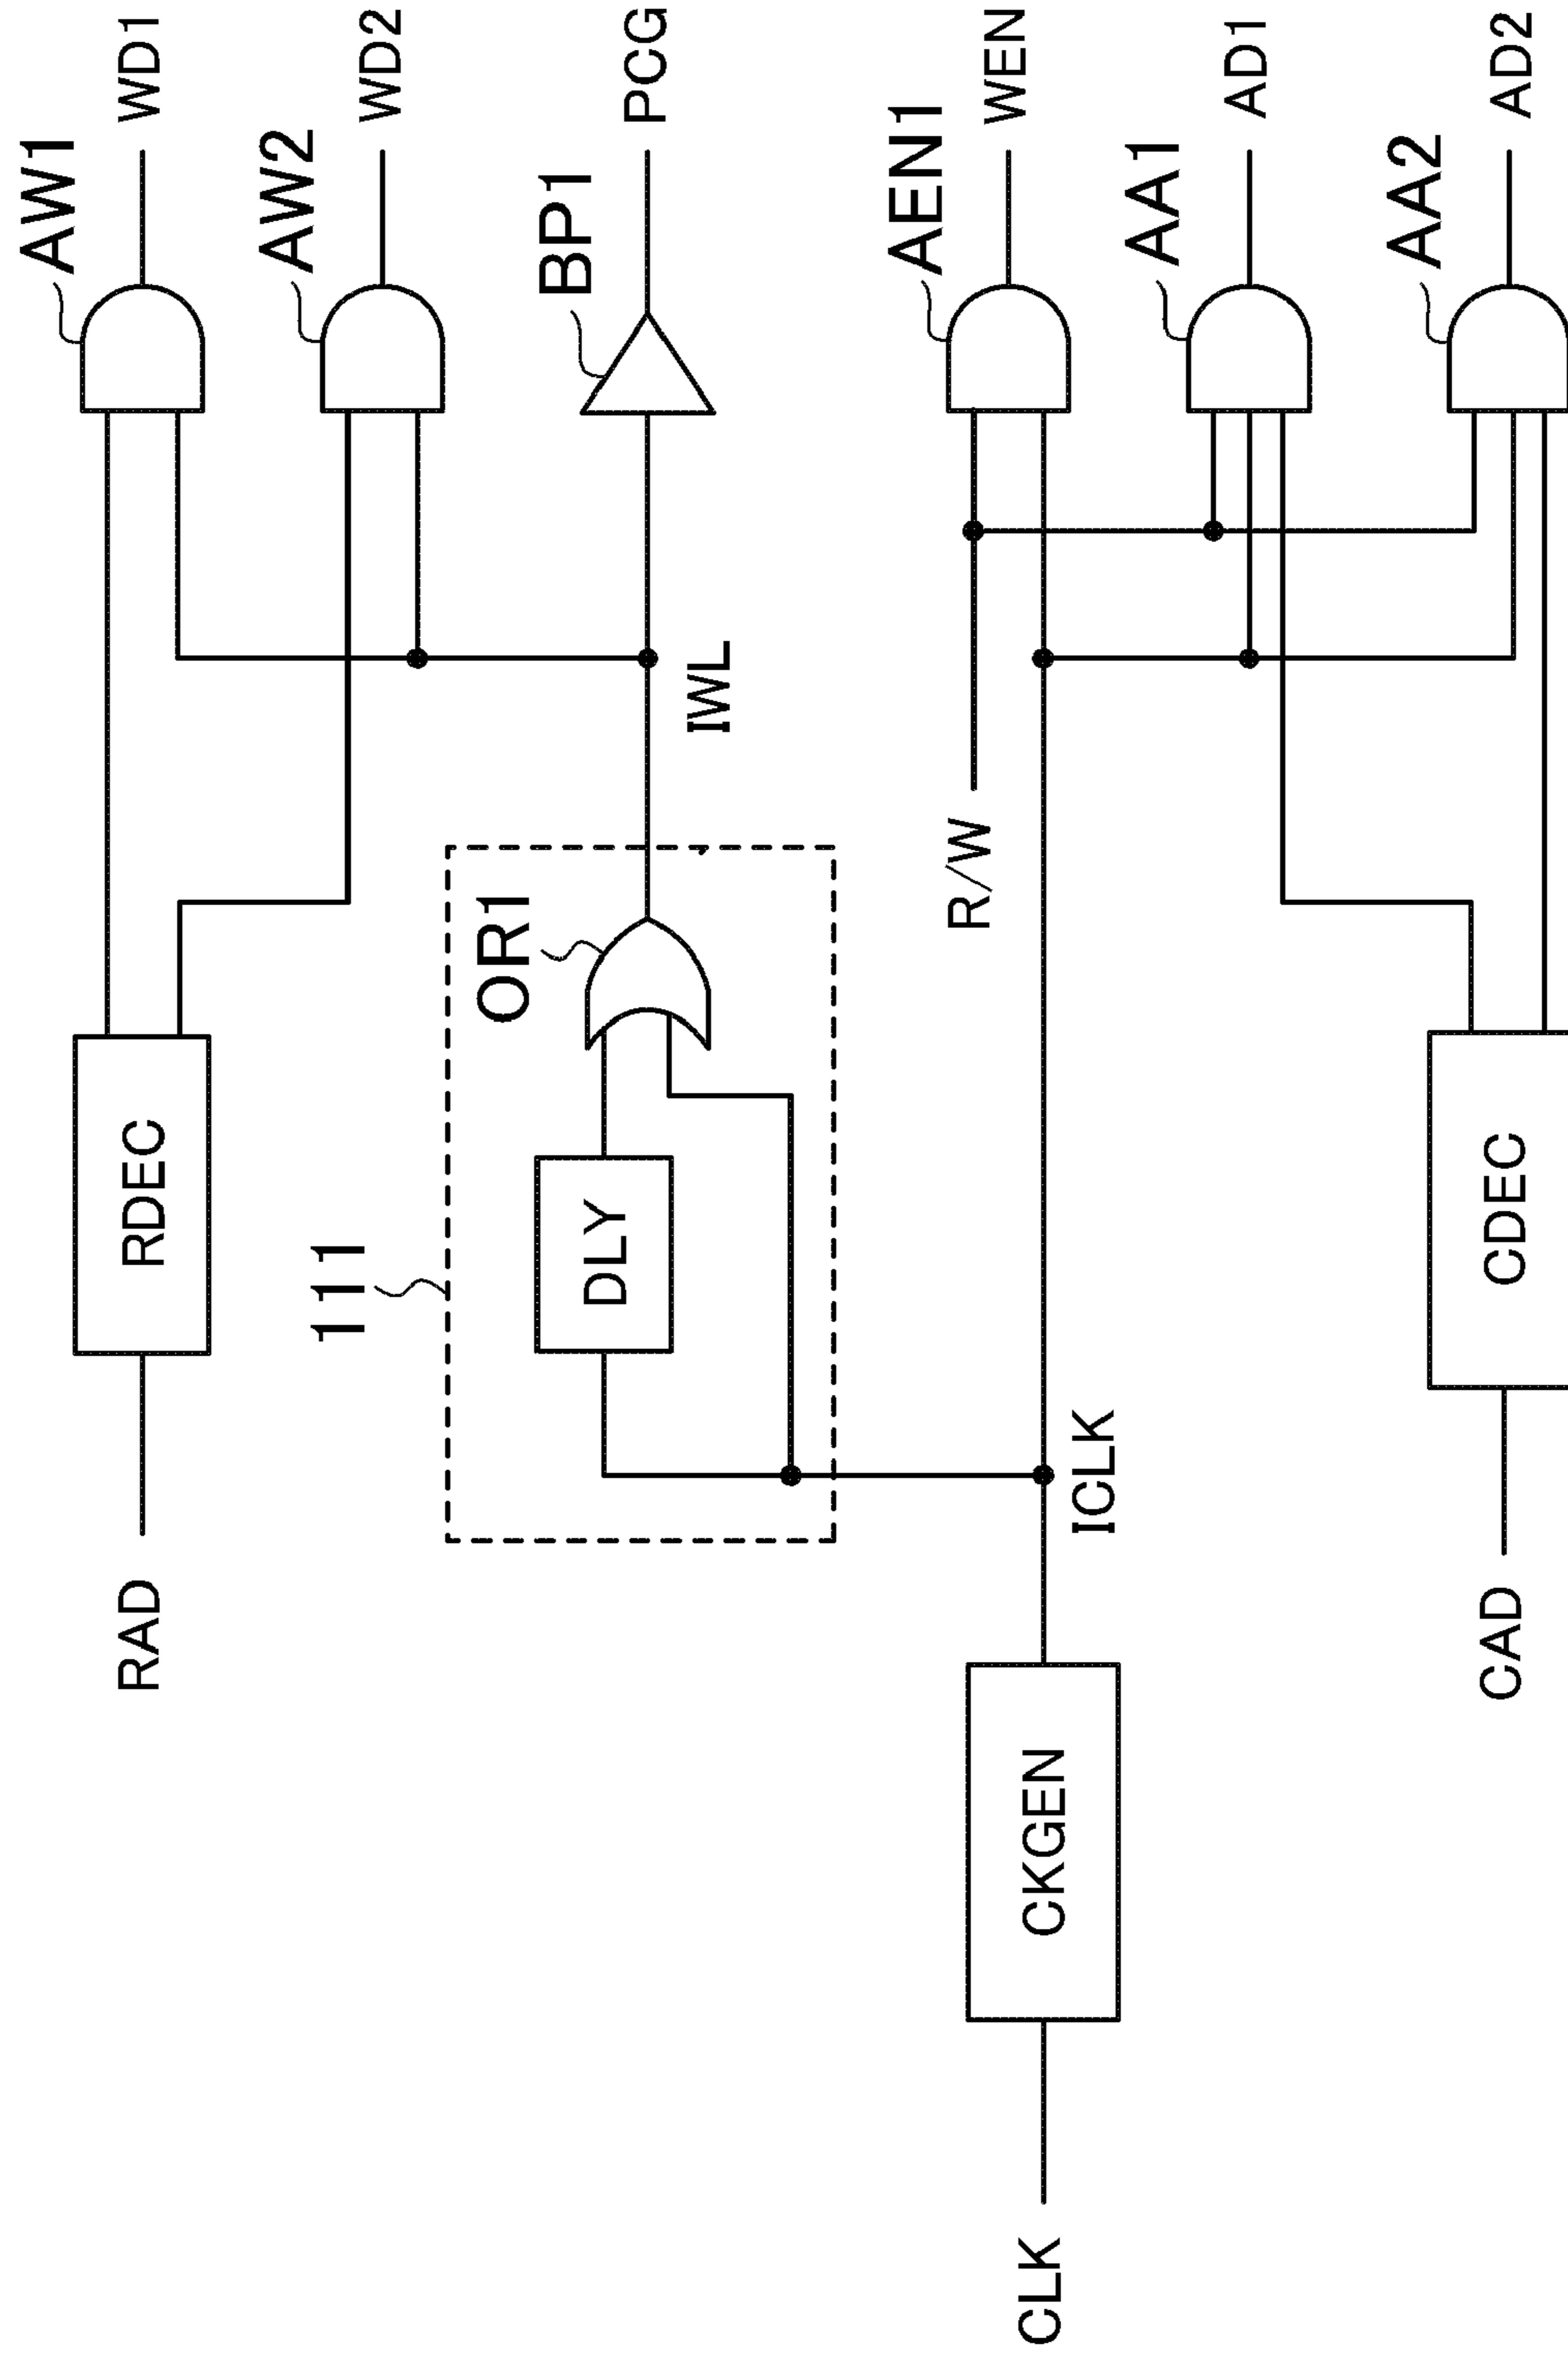 AW1
WD1
RDEC
RAD
AW2
WD2
111
OR1
BP1
PCG
DLY
IWL
AEN1
WEN
R/W
ICLK
CKGEN
CLK
AA1
AD1
AA2
AD2
CDEC
CAD